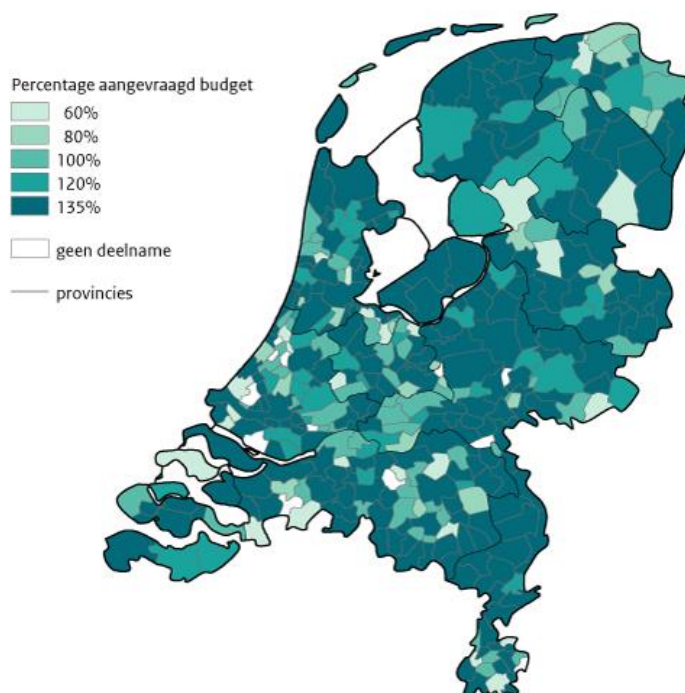 Percentage aangevraagd budget
60%
80%
100%
120%
135%
geen deelname
provincies